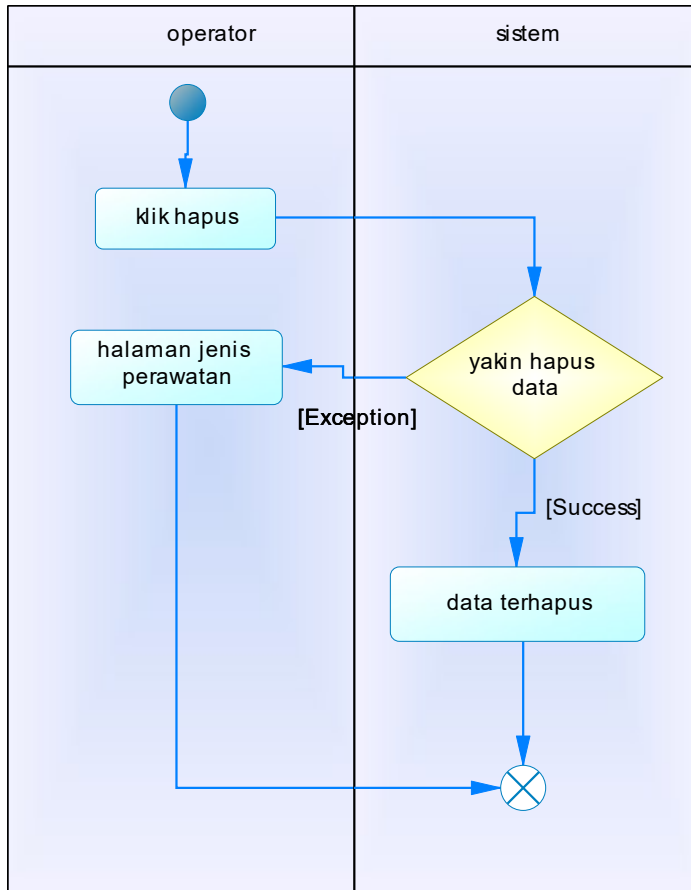 operator
sistem
klik hapus
halaman jenis
perawatan
yakin hapus
data
[Exception]
[Success]
data terhapus